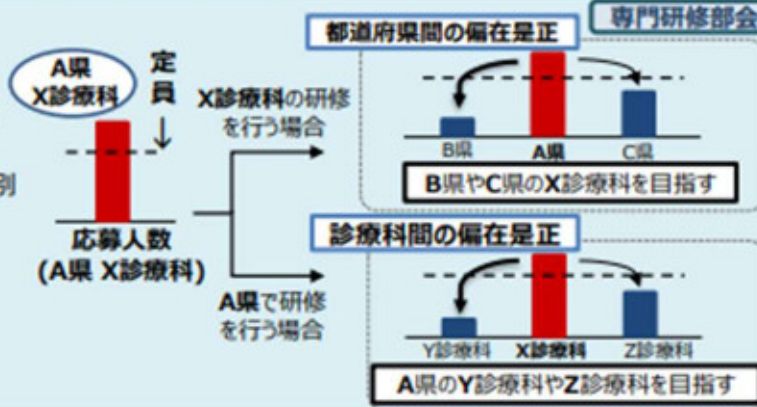 専門研修部会
都道府県間の偏在是正
A県
X診療科
定員
↓
X診療科の研修
を行う場合
B県
A県
C県
別
B県やC県のX診療科を目指す
応募人数
(A県 X診療科)
診療科間の偏在是正
A県で研修
を行う場合
Y診療科
X診療科
Z診療科
A県のY診療科やZ診療科を目指す